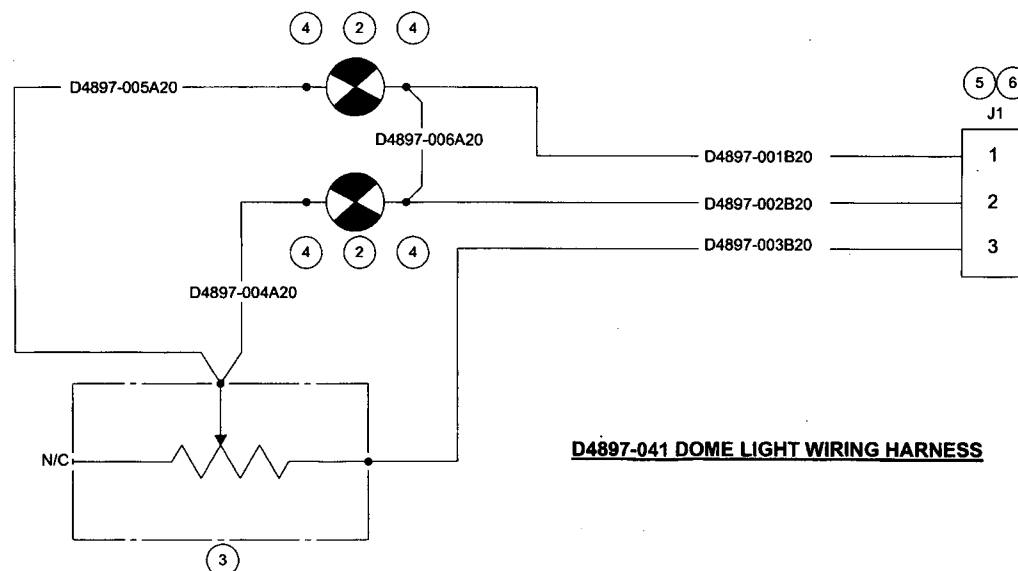 4 2 4
5 6
J1
D4897-005A20
D4897-006A20
D4897-001B20
1
D4897-002B20
2
D4897-003B20
3
4 2 4
D4897-004A20
N/C
D4897-041 DOME LIGHT WIRING HARNESS
3